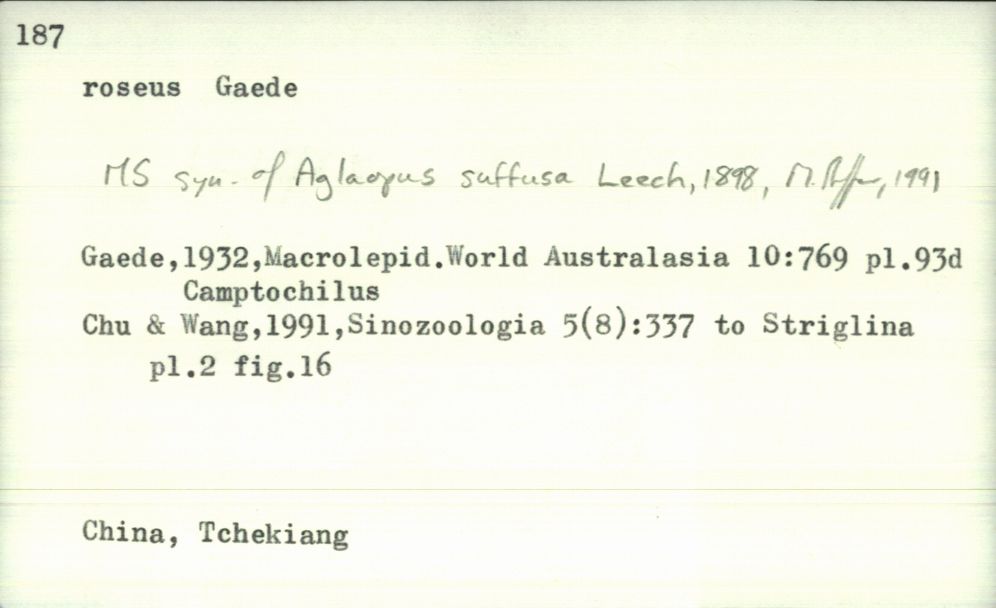 187
roseus Gaede
MS syn. of Aglaopus suffusa Leech, 1898, M. , 1991
Gaede,1932,Macrolepid.World Australasia 10:769 pl.93d
Camptochilus
Chu & Wang,1991,Sinozoologia 5(8):337 to Striglina
pl.2 fig.16
China, Tchekiang